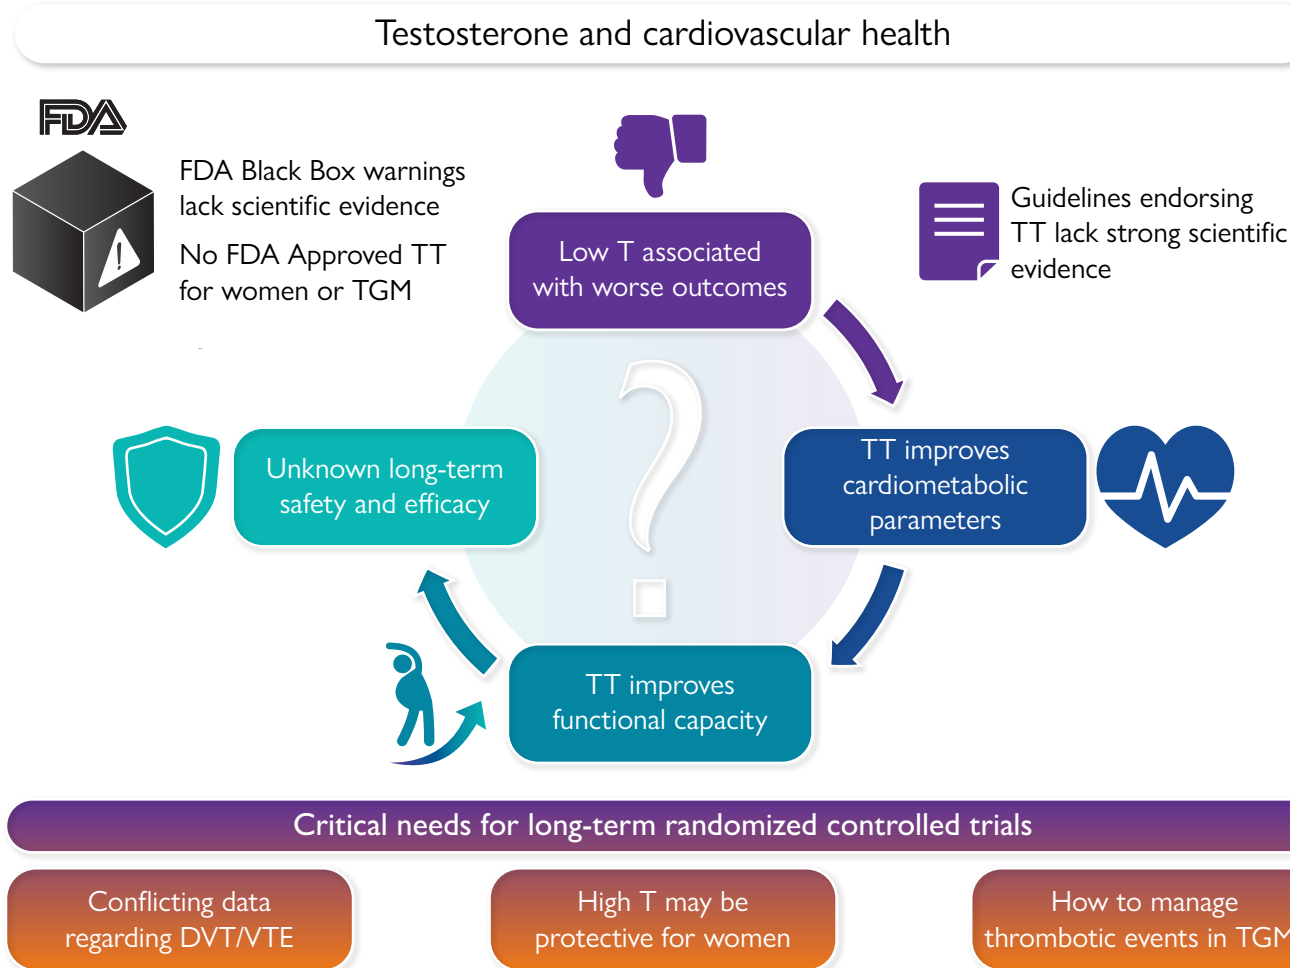 Testosterone and cardiovascular health
FDA
FDA Black Box warnings
lack scientific evidence
No FDA Approved TT
for women or TGM
Low T associated
with worse outcomes
Guidelines endorsing
TT lack strong scientific
evidence
Unknown long-term
safety and efficacy
?
TT improves
cardiometabolic
parameters
TT improves
functional capacity
Critical needs for long-term randomized controlled trials
Conflicting data
regarding DVT/VTE
High T may be
protective for women
How to manage
thrombotic events in TGM